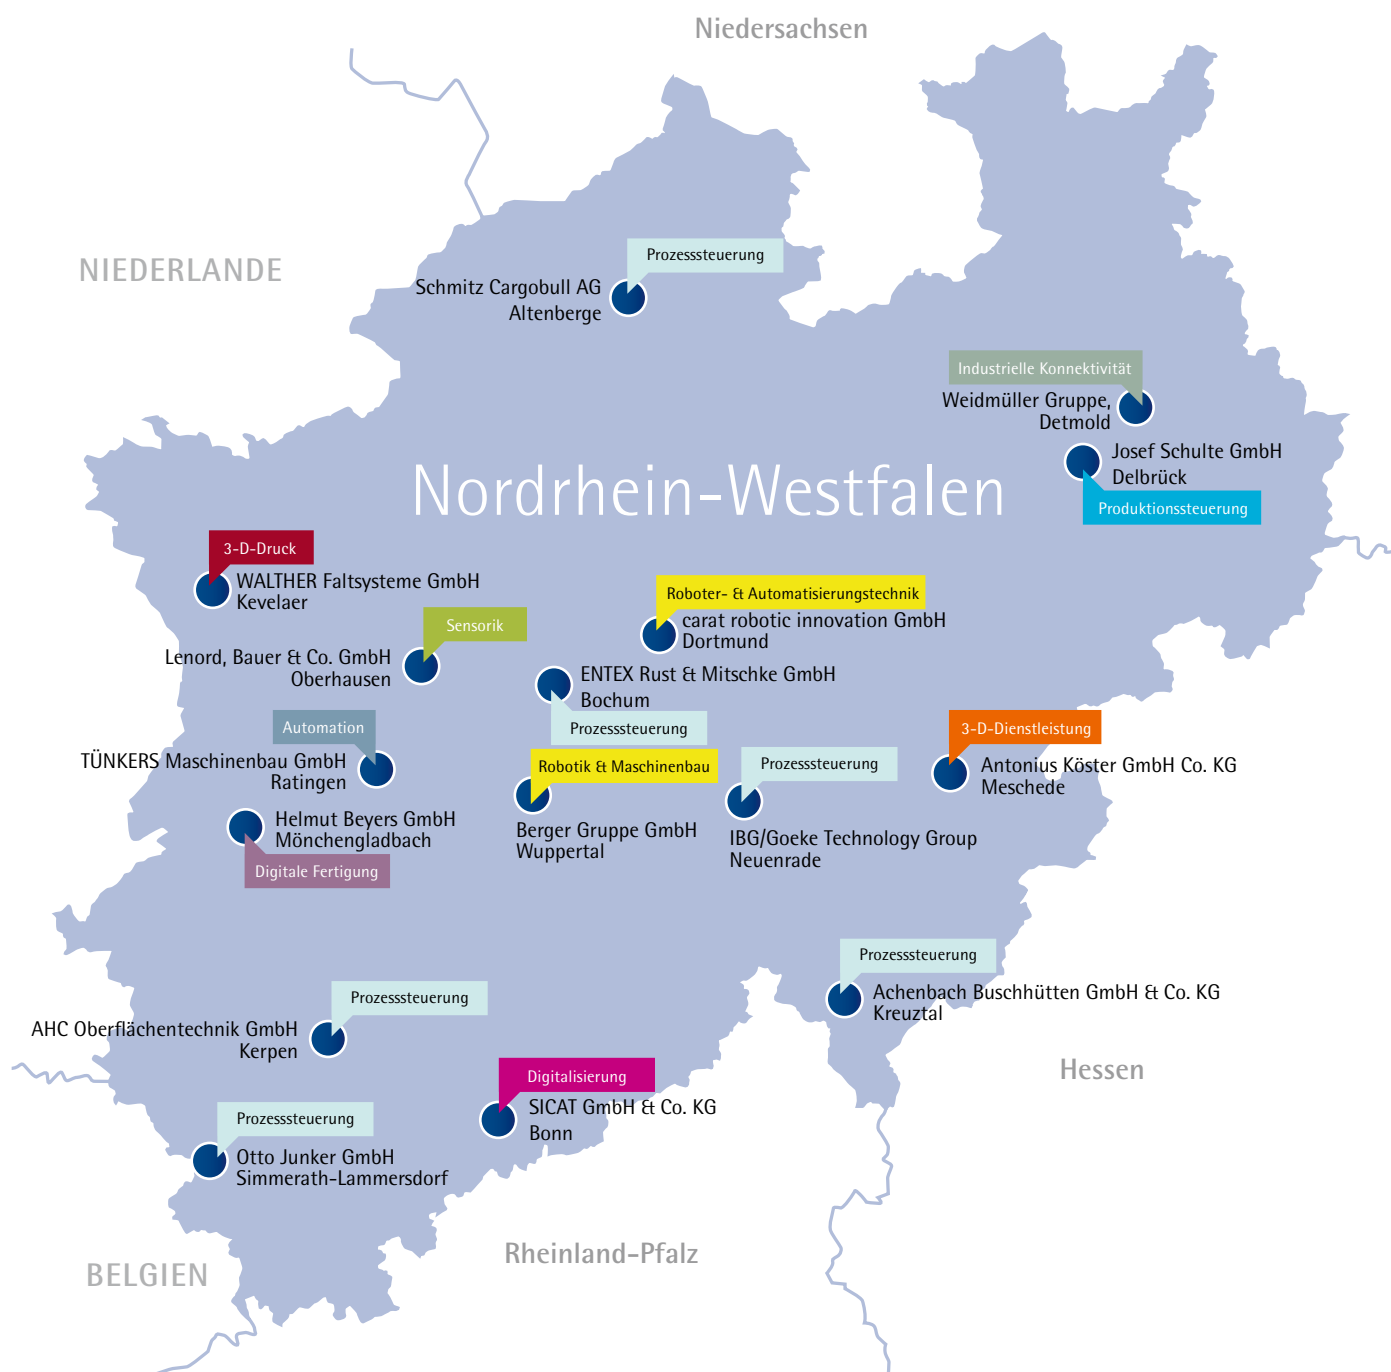 Niedersachsen
NIEDERLANDE
Prozesssteuerung
Schmitz Cargobull AG
Altenberge
Industrielle Konnektivität
Weidmüller Gruppe,
Detmold
Josef Schulte GmbH
Delbrück
Produktionssteuerung
Nordrhein-Westfalen
3-D-Druck
WALTHER Faltsysteme GmbH
Kevelaer
Roboter- & Automatisierungstechnik
carat robotic innovation GmbH
Dortmund
Sensorik
Lenord, Bauer & Co. GmbH
Oberhausen
ENTEX Rust & Mitschke GmbH
Bochum
Prozesssteuerung
Automation
TÜNKERS Maschinenbau GmbH
Ratingen
Robotik & Maschinenbau
Berger Gruppe GmbH
Wuppertal
Prozesssteuerung
IBG/Goeke Technology Group
Neuenrade
3-D-Dienstleistung
Antonius Köster GmbH Co. KG
Meschede
Helmut Beyers GmbH
Mönchengladbach
Digitale Fertigung
Prozesssteuerung
Achenbach Buschhütten GmbH & Co. KG
Kreuztal
Prozesssteuerung
AHC Oberflächentechnik GmbH
Kerpen
Digitalisierung
SICAT GmbH & Co. KG
Bonn
Hessen
Prozesssteuerung
Otto Junker GmbH
Simmerath-Lammersdorf
Rheinland-Pfalz
BELGIEN